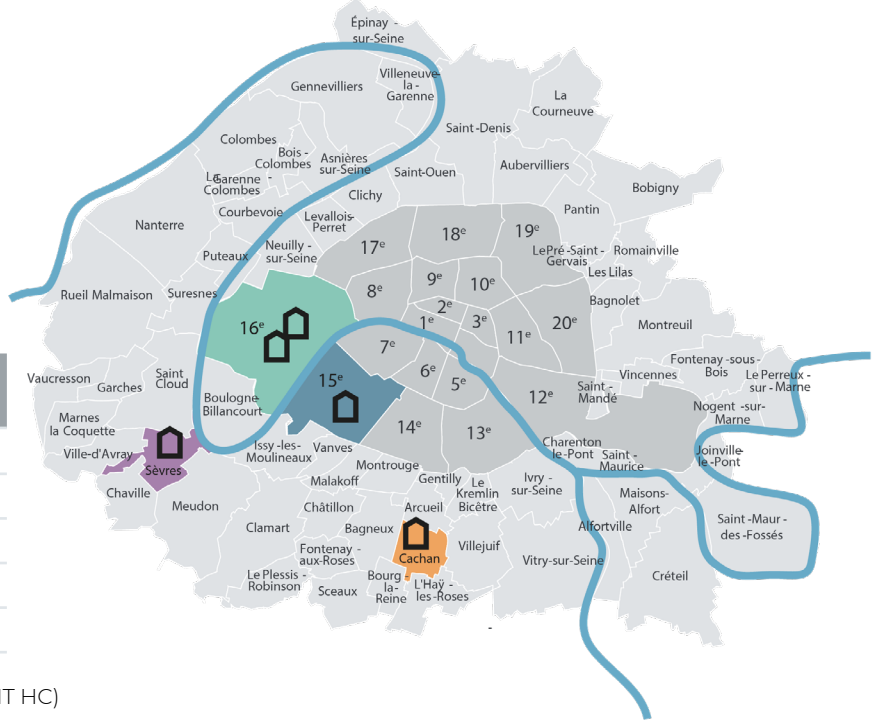 Épinay -
sur-Seine
Villeneuve-
la -
Garenne
Gennevilliers
La
Courneuve
Saint-Denis
Colombes
Bois -
Colombes
Asnières
sur-Seine
Aubervilliers
Saint-Ouen
La
Garenne -
Colombes
Clichy
Bobigny
Courbevoie
Levallois-
Perret
Pantin
Nanterre
17e
18e
19e
Puteaux
Neuilly -
sur-Seine
Le Pré -Saint -
Gervais
Romainville
Les Lilas
Rueil Malmaison
Suresnes
8e
9e
10e
2e
Bagnolet
16e
1e
3e
11e
20e
Montreuil
7e
6e
5e
Vaucresson
Garches
Saint
Cloud
15e
12e
Saint -
Mandé
Vincennes
Fontenay -sous-
Bois
Le Perreux -
sur - Marne
Boulogne
Billancourt
Nogent -sur-
Marne
Marnes
la Coquette
14e
13e
Ville-d'Avray
Sèvres
Issy -les-
Moulineaux
Vanves
Charenton
le-Pont
Saint -
Maurice
Joinville-
le-Pont
Montrouge
Malakoff
Gentilly
Le
Kremlin
Bicêtre
Ivry -
sur-Seine
Chaville
Meudon
Maisons-
Alfort
Châtillon
Arcueil
Saint -Maur -
des -Fossés
Clamart
Bagneux
Alfortville
Fontenay -
aux-Roses
Cachan
Villejuif
Vitry-sur-Seine
Créteil
Le Plessis -
Robinson
Sceaux
Bourg -
la-
Reine
L'Haÿ -
les -Roses
-
IT HC)